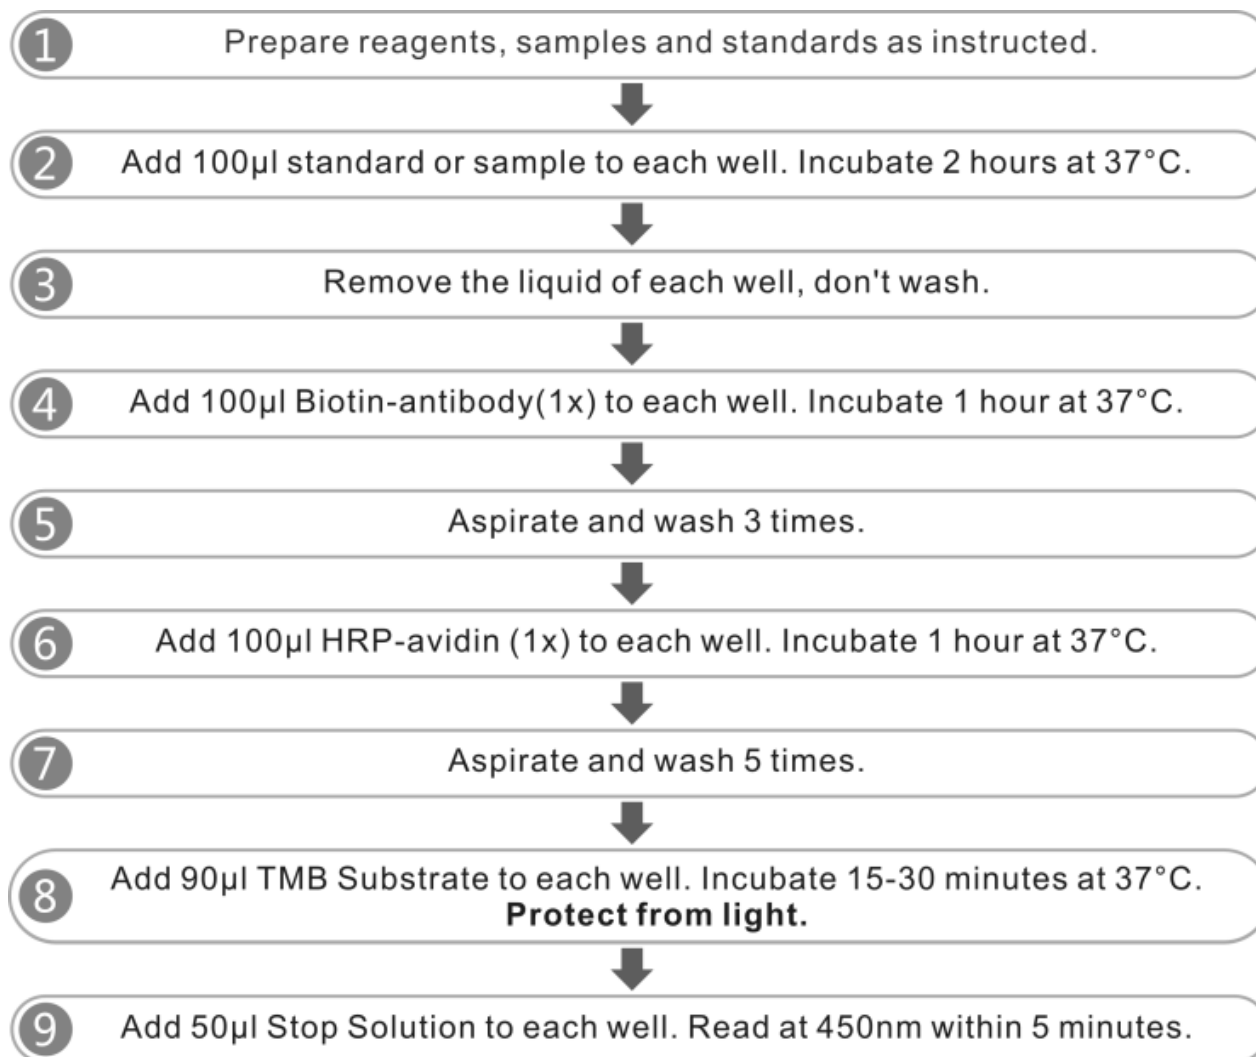 1 Prepare reagents, samples and standards as instructed.
2 Add 100µl standard or sample to each well. Incubate 2 hours at 37°C.
3 Remove the liquid of each well, don't wash.
4 Add 100µl Biotin-antibody(1x) to each well. Incubate 1 hour at 37°C.
5 Aspirate and wash 3 times.
6 Add 100µl HRP-avidin (1x) to each well. Incubate 1 hour at 37°C.
7 Aspirate and wash 5 times.
8 Add 90µl TMB Substrate to each well. Incubate 15-30 minutes at 37°C.
Protect from light.
9 Add 50µl Stop Solution to each well. Read at 450nm within 5 minutes.